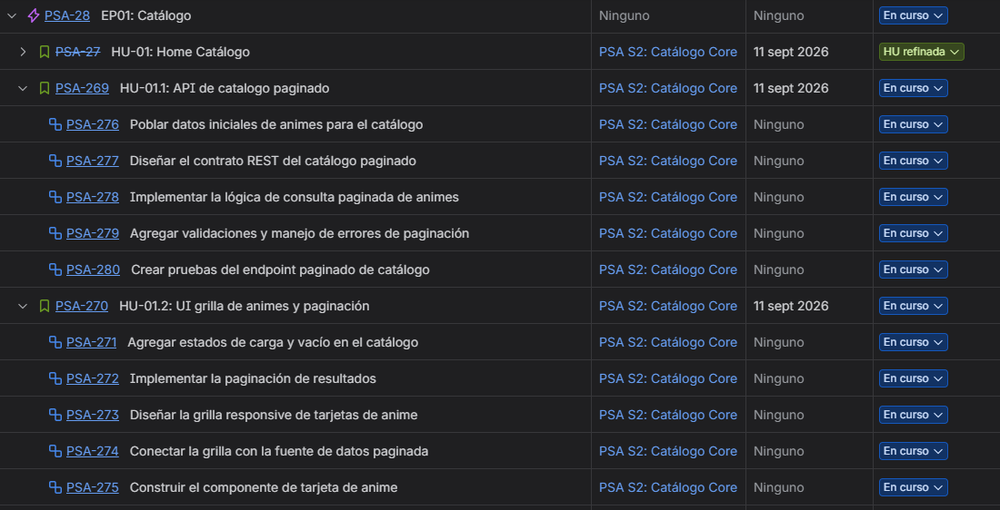 PSA-28 EP01: Catálogo Ninguno Ninguno En curso
PSA-27 HU-01: Home Catálogo PSA S2: Catálogo Core 11 sept 2026 HU refinada
PSA-269 HU-01.1: API de catalogo paginado PSA S2: Catálogo Core 11 sept 2026 En curso
PSA-276 Poblar datos iniciales de animes para el catálogo PSA S2: Catálogo Core Ninguno En curso
PSA-277 Diseñar el contrato REST del catálogo paginado PSA S2: Catálogo Core Ninguno En curso
PSA-278 Implementar la lógica de consulta paginada de animes PSA S2: Catálogo Core Ninguno En curso
PSA-279 Agregar validaciones y manejo de errores de paginación PSA S2: Catálogo Core Ninguno En curso
PSA-280 Crear pruebas del endpoint paginado de catálogo PSA S2: Catálogo Core Ninguno En curso
PSA-270 HU-01.2: UI grilla de animes y paginación PSA S2: Catálogo Core 11 sept 2026 En curso
PSA-271 Agregar estados de carga y vacío en el catálogo PSA S2: Catálogo Core Ninguno En curso
PSA-272 Implementar la paginación de resultados PSA S2: Catálogo Core Ninguno En curso
PSA-273 Diseñar la grilla responsive de tarjetas de anime PSA S2: Catálogo Core Ninguno En curso
PSA-274 Conectar la grilla con la fuente de datos paginada PSA S2: Catálogo Core Ninguno En curso
PSA-275 Construir el componente de tarjeta de anime PSA S2: Catálogo Core Ninguno En curso